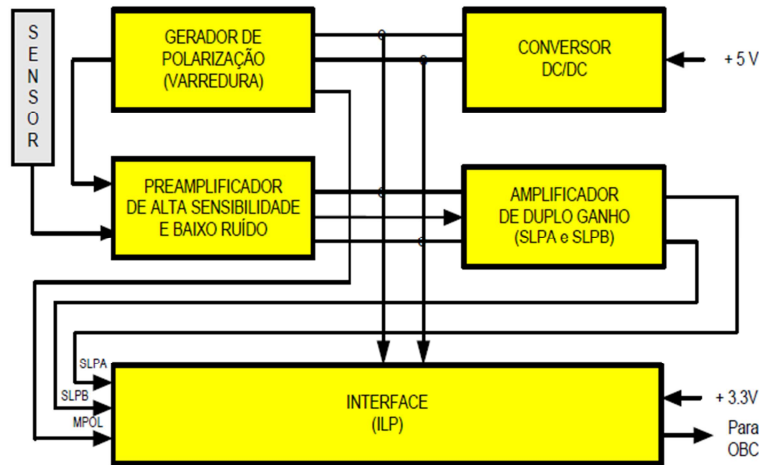 SENSOR
GERADOR DE
POLARIZAÇÃO
(VARREDURA)
CONVERSOR
DC/DC
+ 5 V
PREAMPLIFICADOR
DE ALTA SENSIBILIDADE
E BAIXO RUÍDO
AMPLIFICADOR
DE DUPLO GANHO
(SLPA e SLPB)
SLPA
SLPB
MPOL
INTERFACE
(ILP)
+ 3.3V
Para
OBC